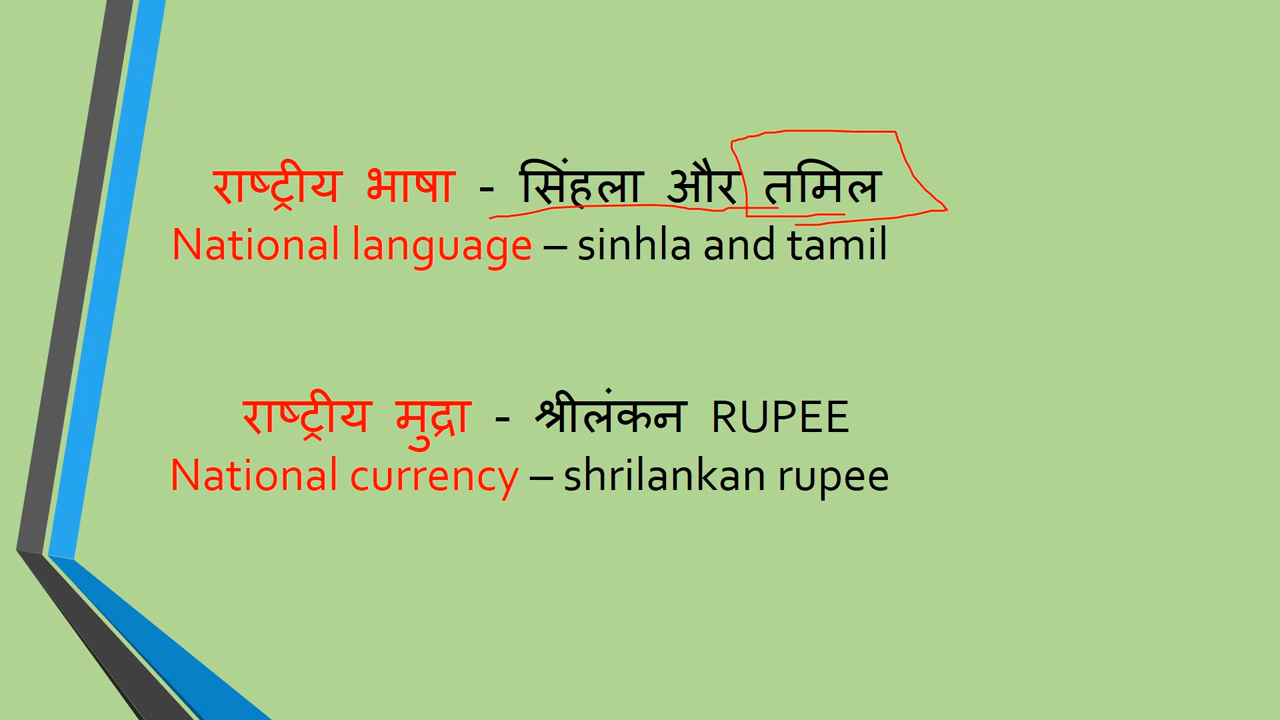 राष्ट्रीय भाषा - सिंहला और तमिल
National language – sinhla and tamil
राष्ट्रीय मुद्रा - श्रीलंकन RUPEE
National currency – shrilankan rupee